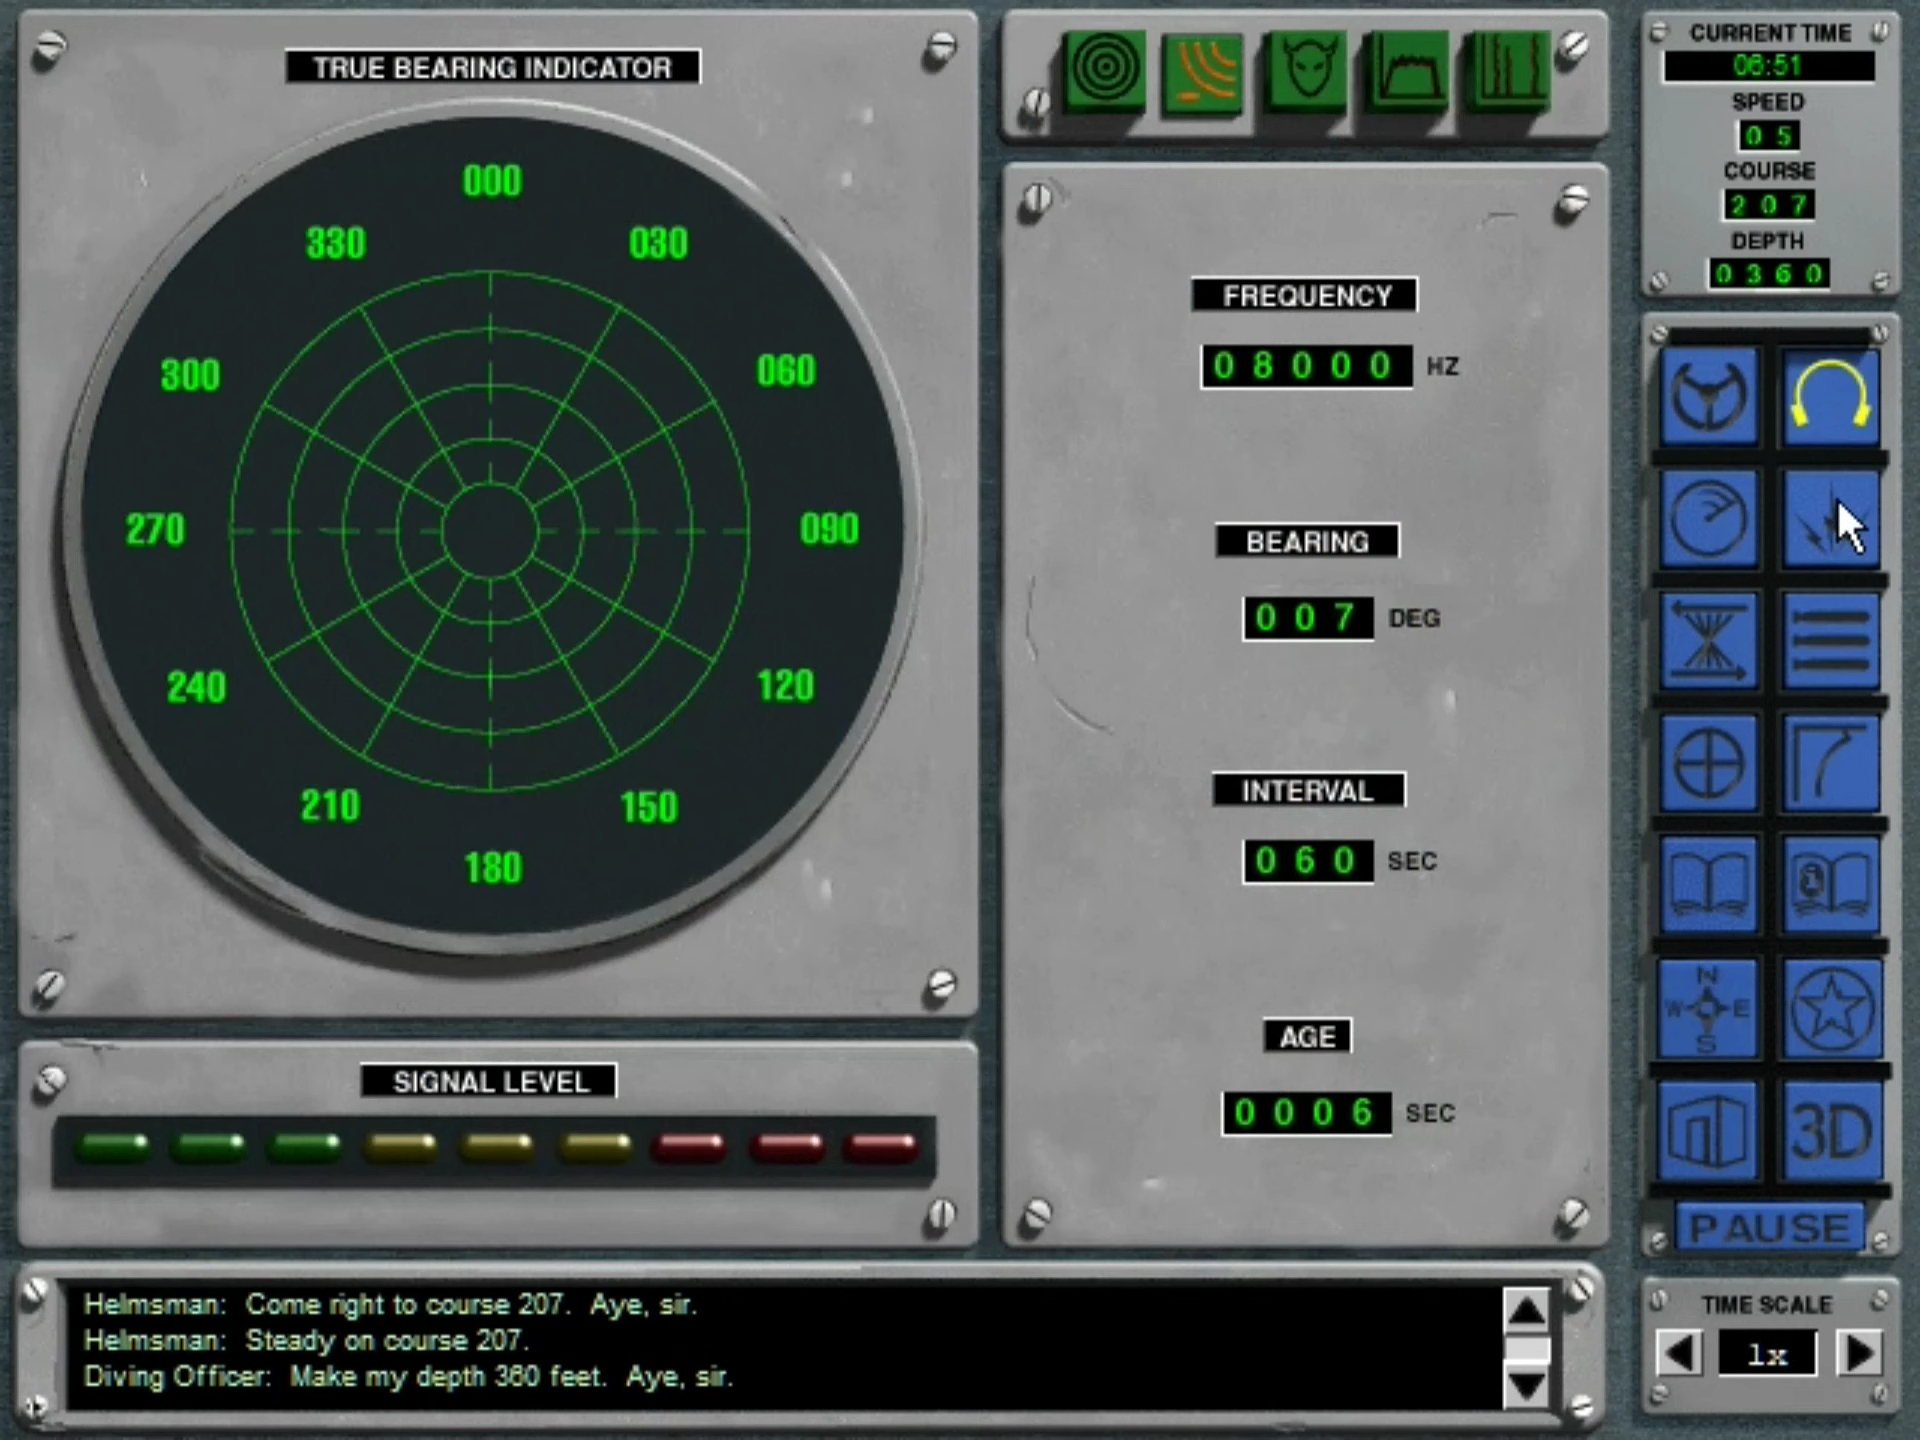 TRUE BEARING INDICATOR
000
330
030
300
060
270
090
240
120
210
150
180
SIGNAL LEVEL
FREQUENCY
08000 HZ
BEARING
007 DEG
INTERVAL
060 SEC
AGE
0006 SEC
CURRENT TIME
06:51
SPEED
05
COURSE
207
DEPTH
0360
N
W E
S
3D
PAUSE
TIME SCALE
1x
Helmsman: Come right to course 207. Aye, sir.
Helmsman: Steady on course 207.
Diving Officer: Make my depth 360 feet. Aye, sir.